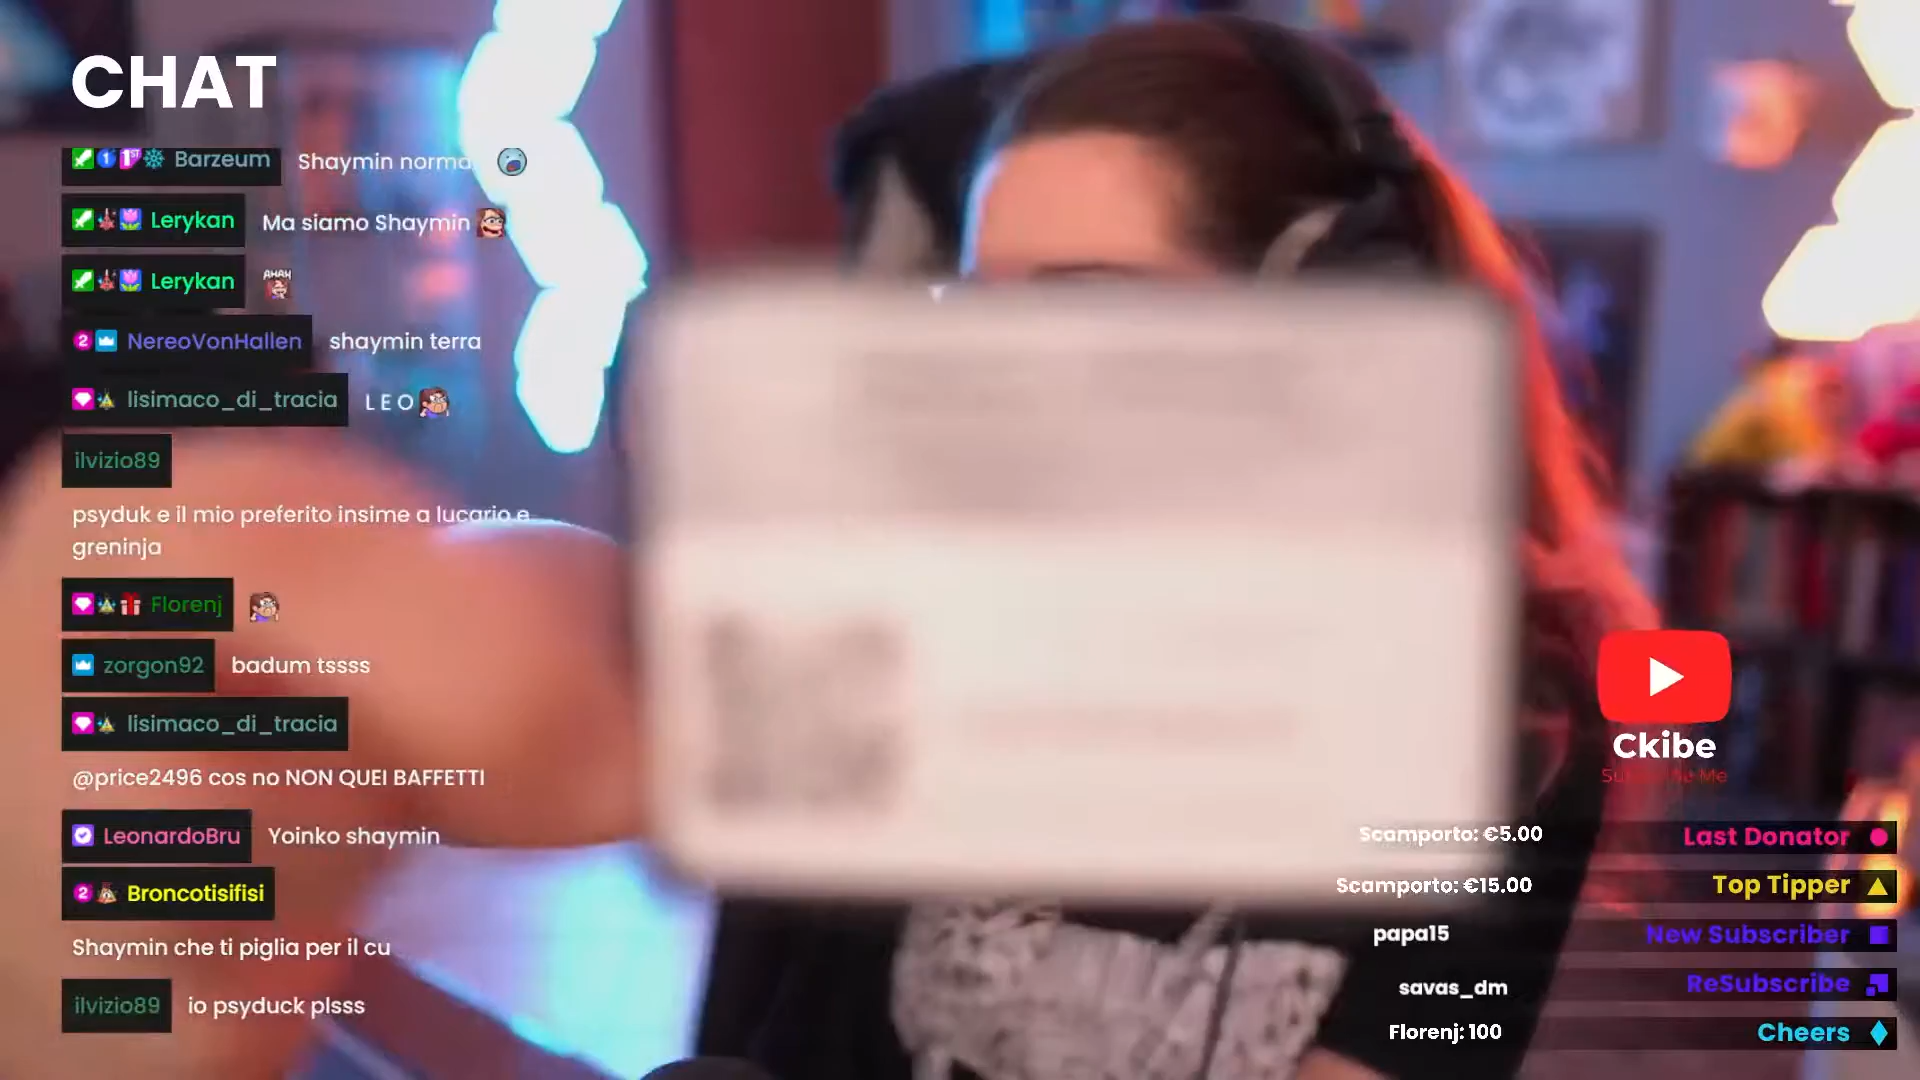 CHAT
Barzeum Shaymin norma
Lerykan Ma siamo Shaymin
Lerykan
NereoVonHallen shaymin terra
lisimaco_di_tracia L E O
ilvizio89
psyduk e il mio preferito insime a lucario e
greninja
Florenj
zorgon92 badum tssss
lisimaco_di_tracia
@price2496 cos no NON QUEI BAFFETTI
LeonardoBru Yoinko shaymin
Broncotisifisi
Shaymin che ti piglia per il cu
ilvizio89 io psyduck plsss
Ckibe
Scamporto: €5.00 Last Donator
Scamporto: €15.00 Top Tipper
papa15 New Subscriber
savas_dm ReSubscribe
Florenj: 100 Cheers